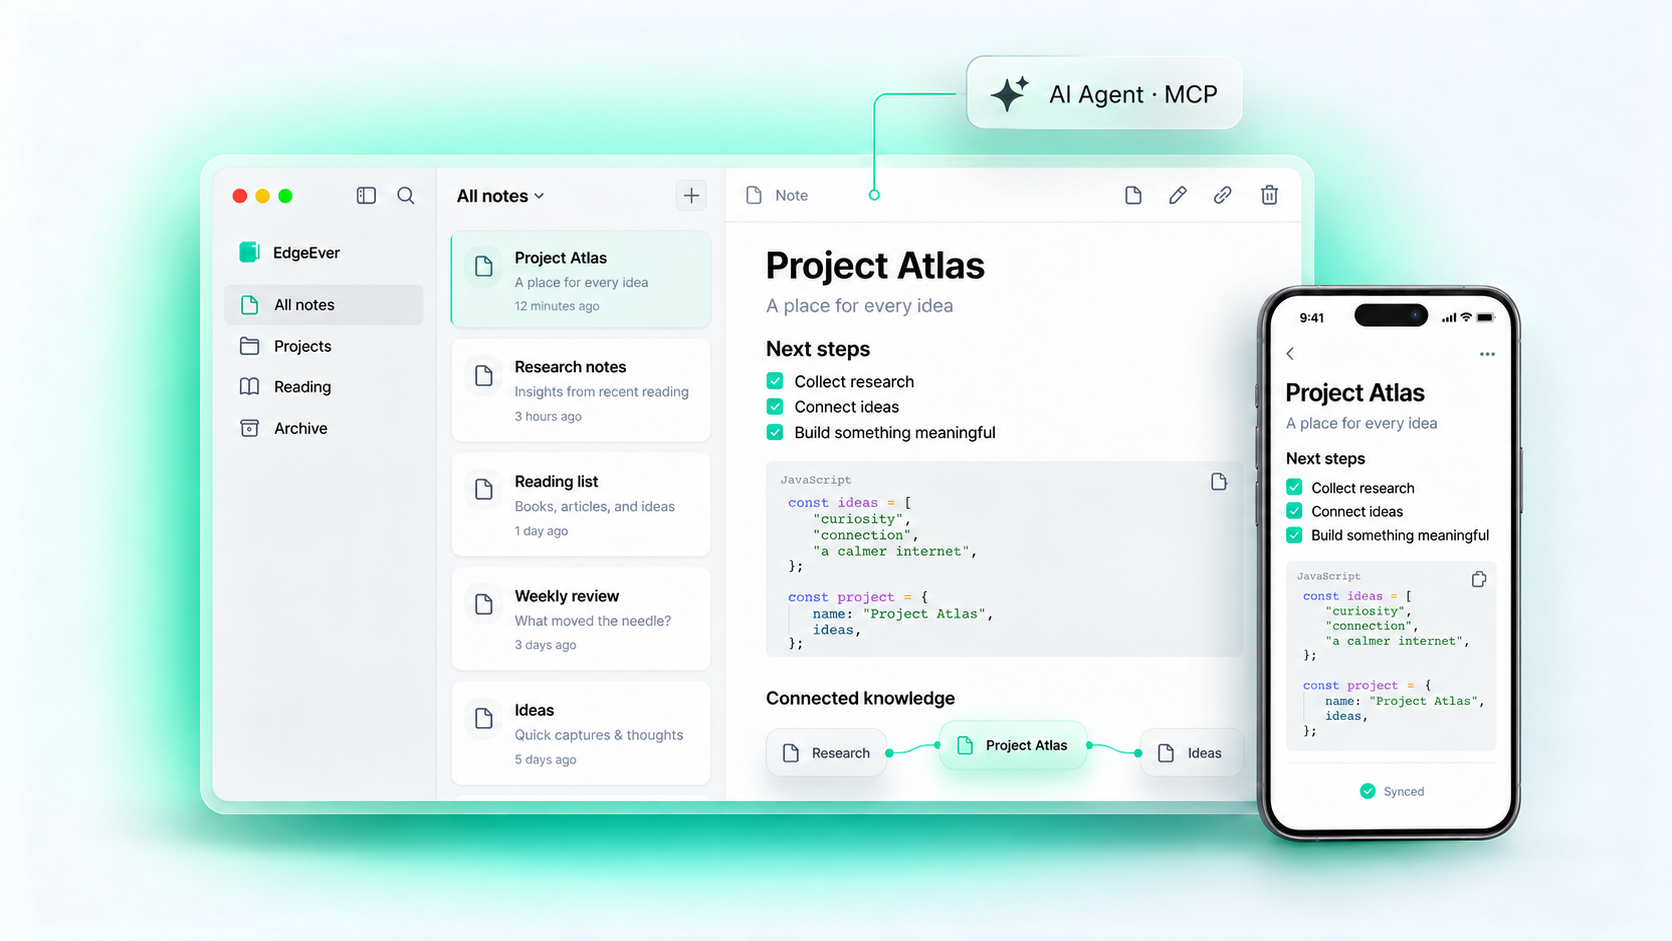 AI Agent · MCP
EdgeEver
All notes
Projects
Reading
Archive
All notes
Project Atlas
A place for every idea
12 minutes ago
Research notes
Insights from recent reading
3 hours ago
Reading list
Books, articles, and ideas
1 day ago
Weekly review
What moved the needle?
3 days ago
Ideas
Quick captures & thoughts
5 days ago
Note
Project Atlas
A place for every idea
Next steps
Collect research
Connect ideas
Build something meaningful
JavaScript
const ideas = [
"curiosity",
"connection",
"a calmer internet",
};
const project = {
name: "Project Atlas",
ideas,
};
Connected knowledge
Research
Project Atlas
Ideas
9:41
Project Atlas
A place for every idea
Next steps
Collect research
Connect ideas
Build something meaningful
JavaScript
const ideas = [
"curiosity",
"connection",
"a calmer internet",
};
const project = {
name: "Project Atlas",
ideas,
};
Synced